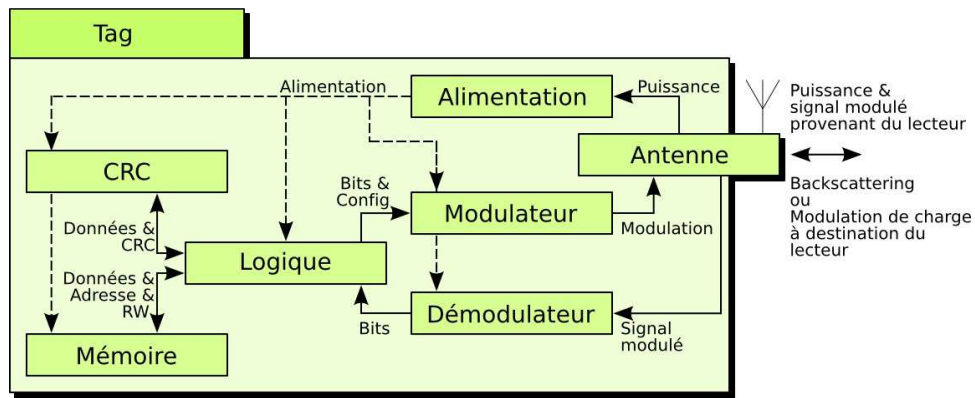 Tag
Alimentation
Alimentation
Puissance
Puissance &
signal modulé
provenant du lecteur
Antenne
CRC
Bits &
Config
Modulateur
Modulation
Backscattering
ou
Modulation de charge
à destination du
lecteur
Données &
CRC
Logique
Données &
Adresse &
RW
Bits
Démodulateur
Signal
modulé
Mémoire